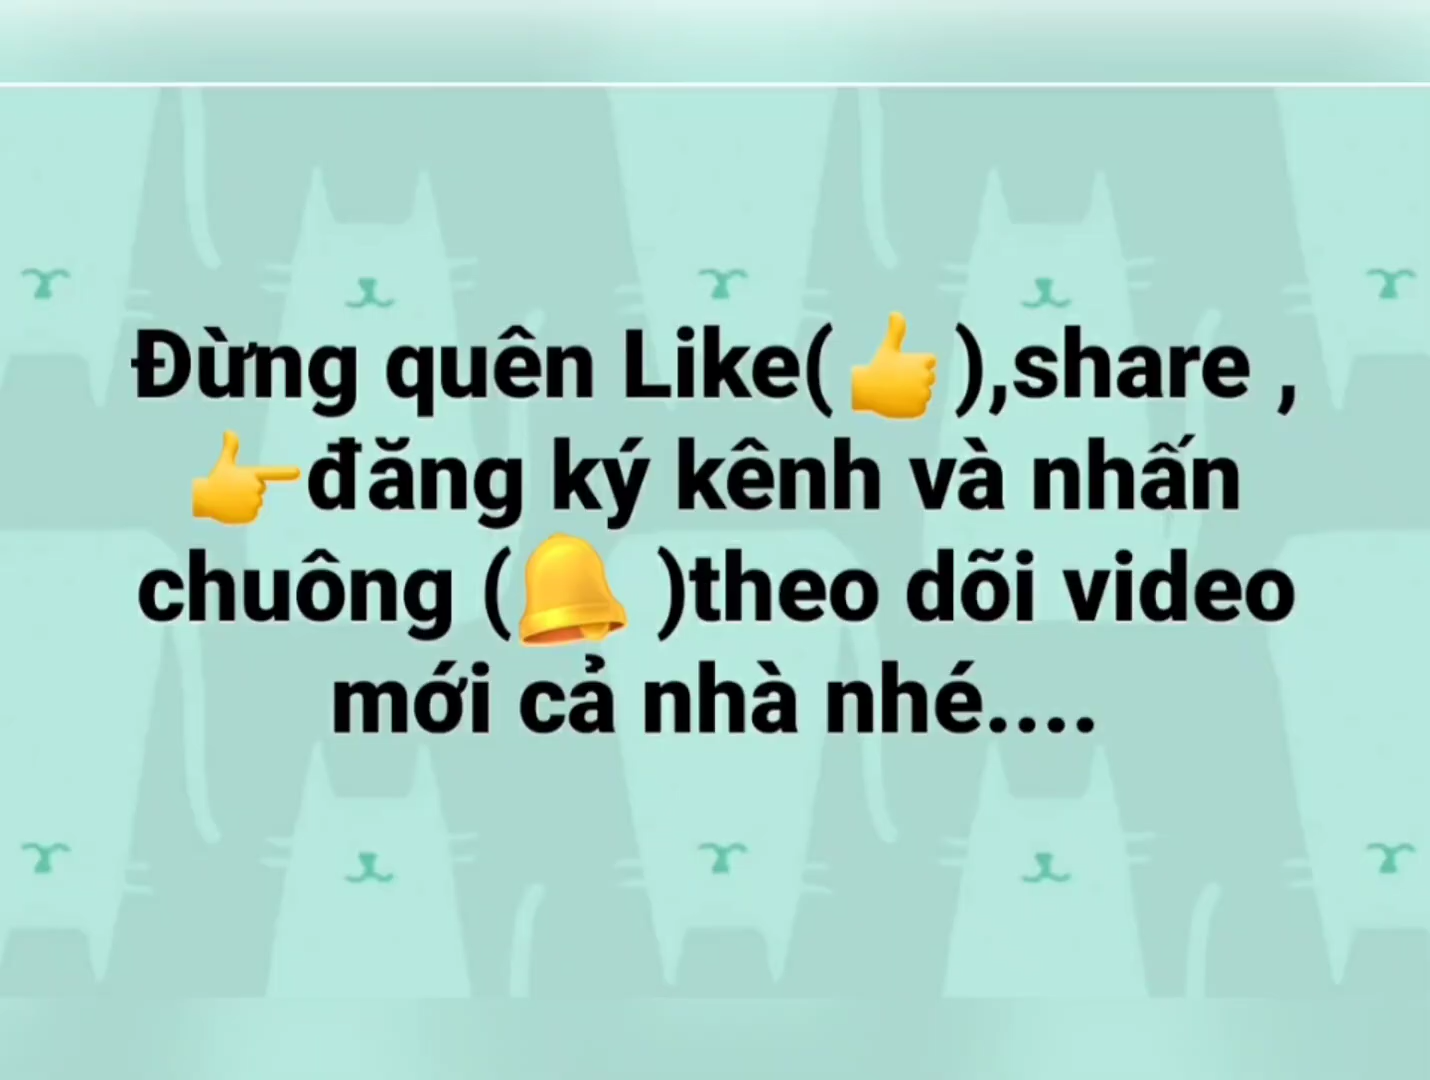 Đừng quên Like(👍),share ,
👉đăng ký kênh và nhấn
chuông (🔔 )theo dõi video
mới cả nhà nhé....